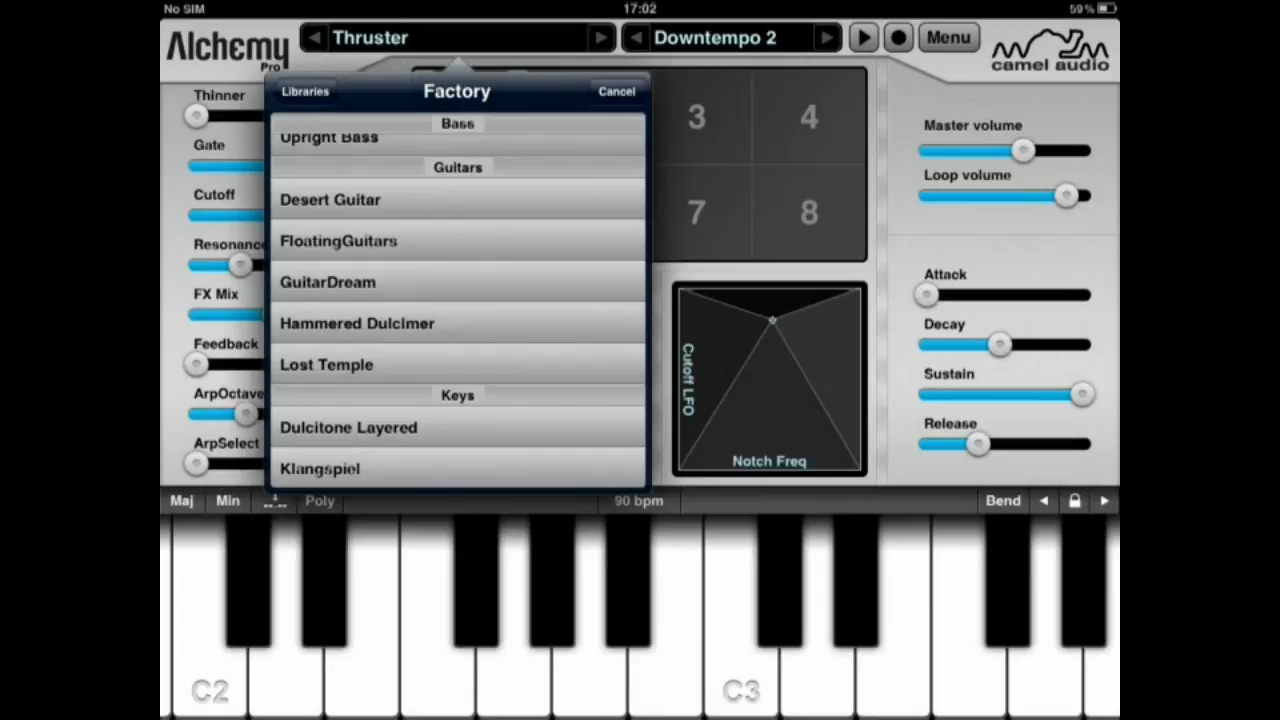 No SIM
17:02
59 %
Alchemy
Pro
Thruster
Downtempo 2
Menu
camel audio
Libraries
Factory
Cancel
Bass
Upright Bass
Guitars
Desert Guitar
FloatingGuitars
GuitarDream
Hammered Dulcimer
Lost Temple
Keys
Dulcitone Layered
Klangspiel
Thinner
Gate
Cutoff
Resonance
FX Mix
Feedback
ArpOctave
ArpSelect
3
4
7
8
Cutoff LFO
Notch Freq
Master volume
Loop volume
Attack
Decay
Sustain
Release
Maj
Min
Poly
90 bpm
Bend
C2
C3